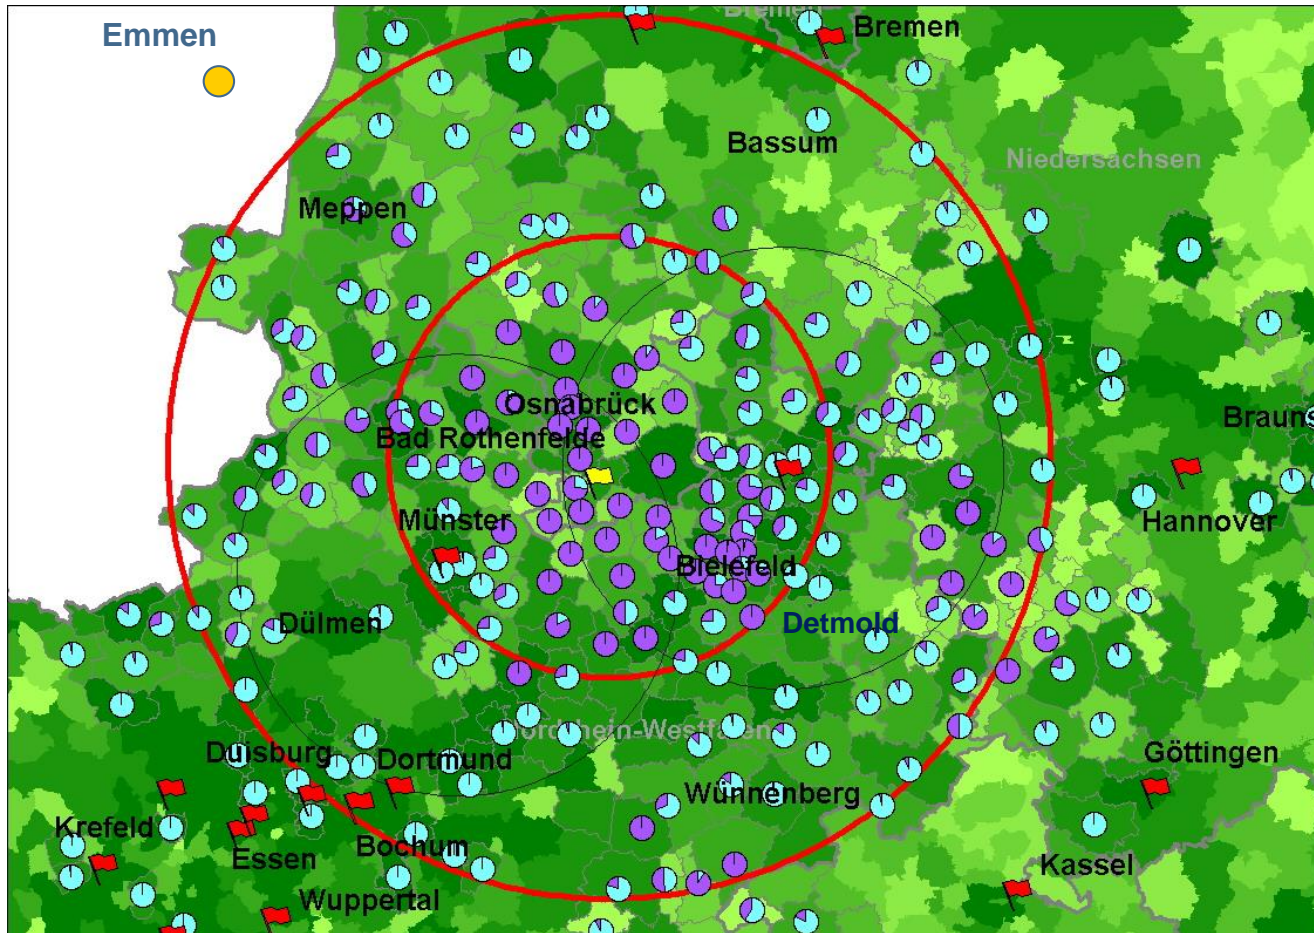 Bremen
Emmen
Bremen
Bassum
Niedersachsen
Meppen
Osnabrück
Bad Rothenfelde
Brauns
Hannover
Münster
Bielefeld
Dülmen
Detmold
Nordrhein-Westfalen
Duisburg
Dortmund
Göttingen
Wünnenberg
Krefeld
Essen
Bochum
Kassel
Wuppertal